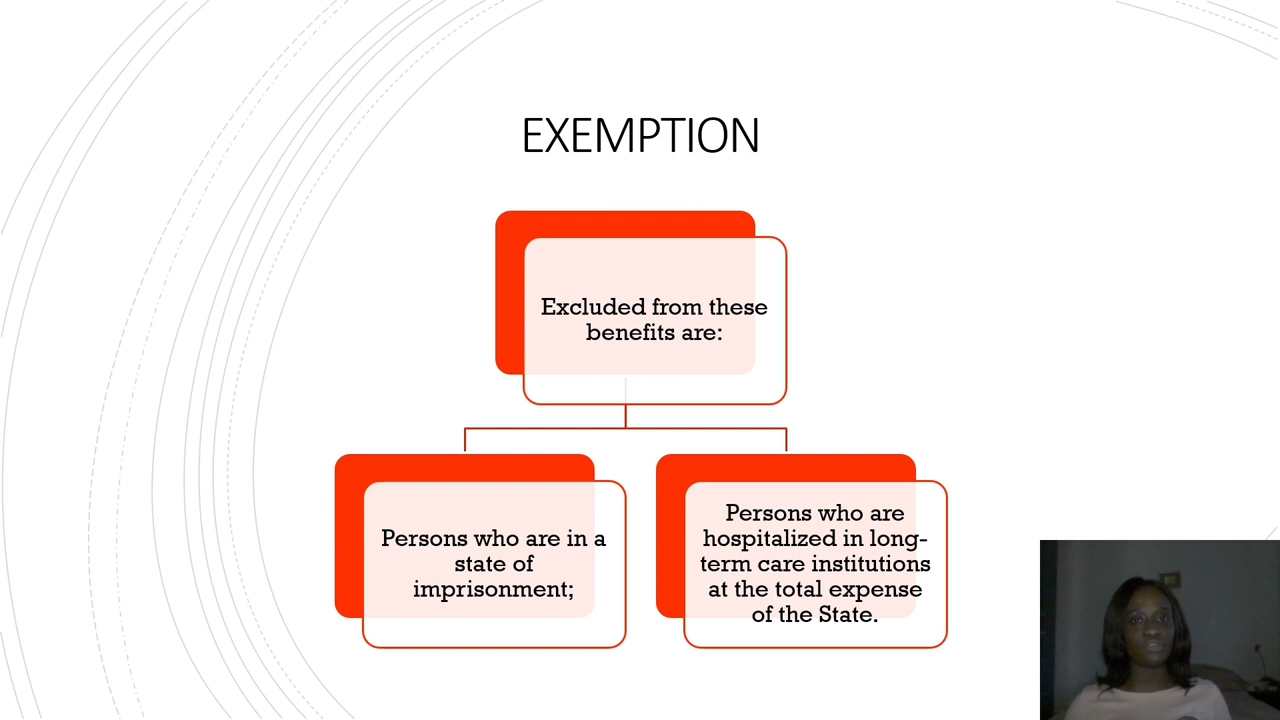 EXEMPTION
Excluded from these
benefits are:
Persons who are in a
state of
imprisonment;
Persons who are
hospitalized in long-
term care institutions
at the total expense
of the State.